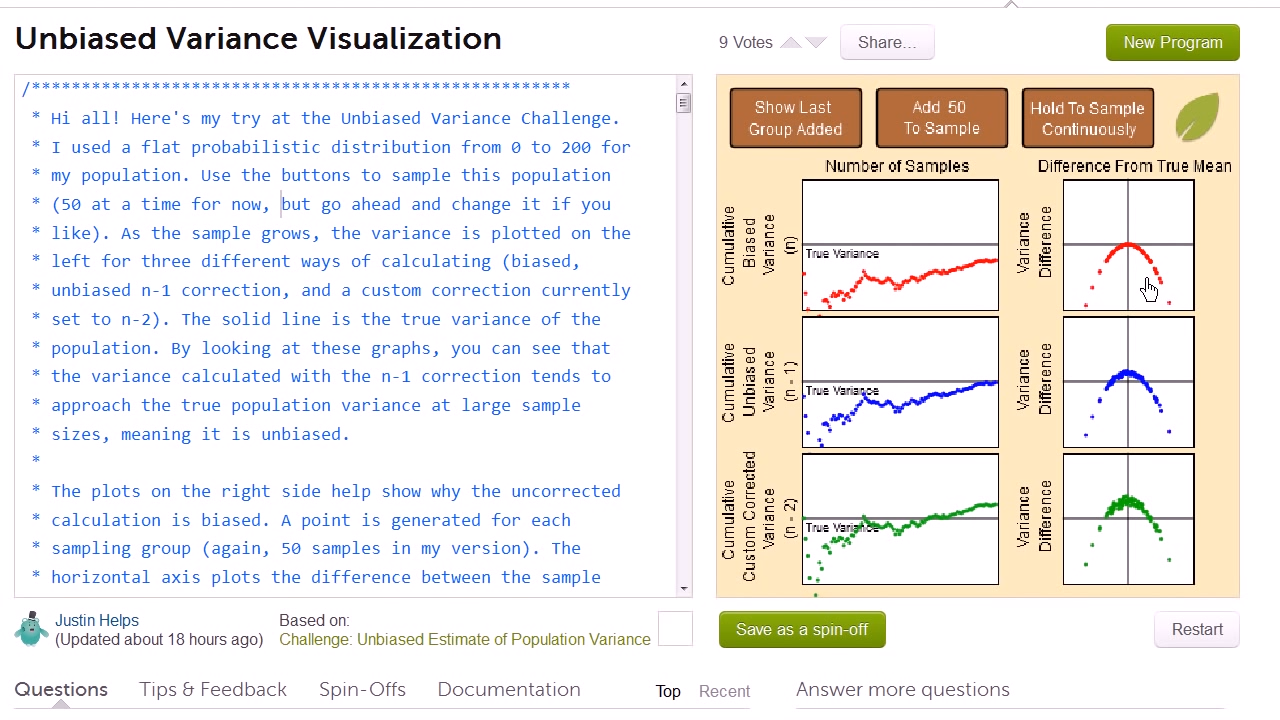 Unbiased Variance Visualization
9 Votes
Share...
New Program
/******************************************************
* Hi all! Here's my try at the Unbiased Variance Challenge.
* I used a flat probabilistic distribution from 0 to 200 for
* my population. Use the buttons to sample this population
* (50 at a time for now, but go ahead and change it if you
* like). As the sample grows, the variance is plotted on the
* left for three different ways of calculating (biased,
* unbiased n-1 correction, and a custom correction currently
* set to n-2). The solid line is the true variance of the
* population. By looking at these graphs, you can see that
* the variance calculated with the n-1 correction tends to
* approach the true population variance at large sample
* sizes, meaning it is unbiased.
*
* The plots on the right side help show why the uncorrected
* calculation is biased. A point is generated for each
* sampling group (again, 50 samples in my version). The
* horizontal axis plots the difference between the sample
Show Last
Group Added
Add 50
To Sample
Hold To Sample
Continuously
Number of Samples
Difference From True Mean
Cumulative
Biased
Variance
(n)
True Variance
Variance
Difference
Cumulative
Unbiased
Variance
(n - 1)
True Variance
Variance
Difference
Cumulative
Custom Corrected
Variance
(n - 2)
True Variance
Variance
Difference
Justin Helps
(Updated about 18 hours ago)
Based on:
Challenge: Unbiased Estimate of Population Variance
Save as a spin-off
Restart
Questions
Tips & Feedback
Spin-Offs
Documentation
Top
Recent
Answer more questions